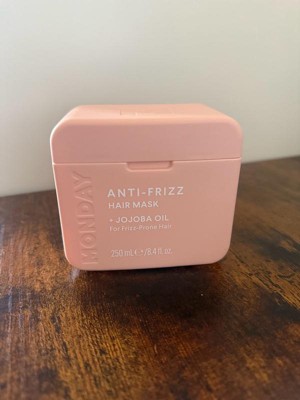 MONDAY
ANTI-FRIZZ
HAIR MASK
+ JOJOBA OIL
For Frizz-Prone Hair
250 mL ℮ /8.4 fl.oz.